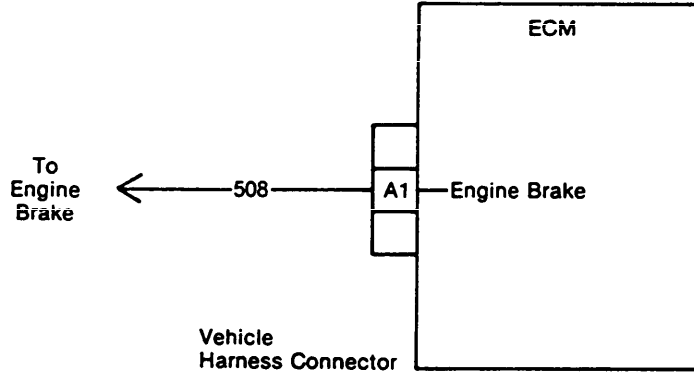 ECM
To
Engine
Brake
508
A1
Engine Brake
Vehicle
Harness Connector